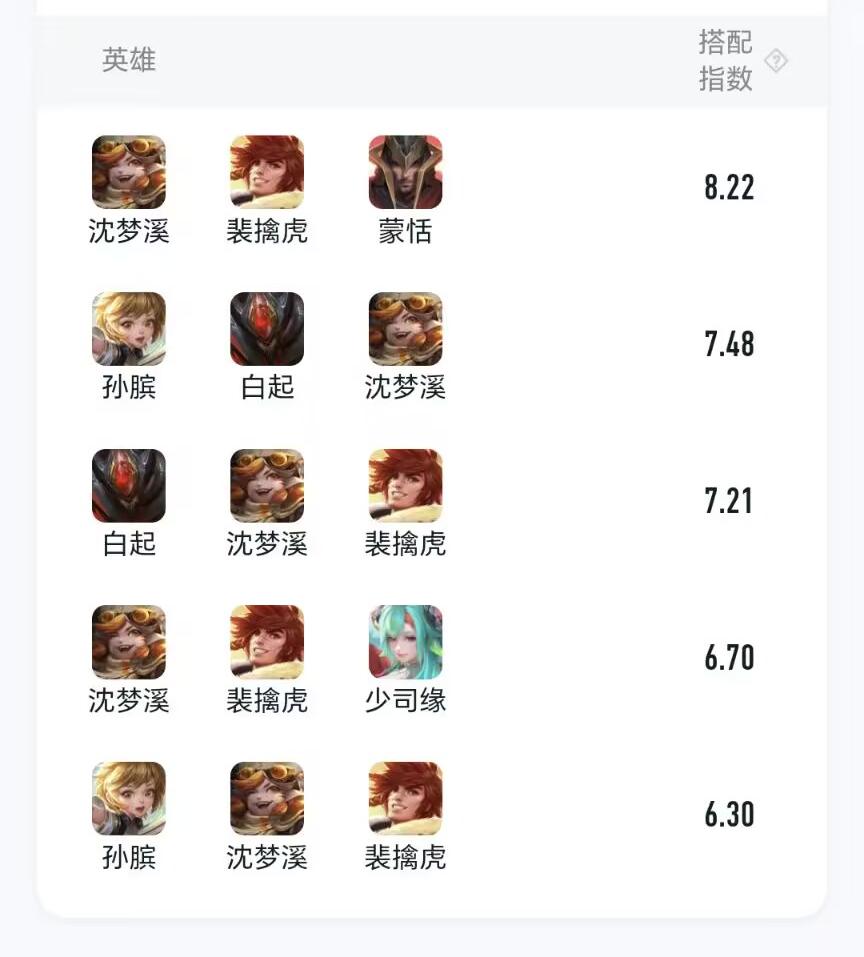 英雄
搭配
指数
?
沈梦溪 裴擒虎 蒙恬 8.22
孙膑 白起 沈梦溪 7.48
白起 沈梦溪 裴擒虎 7.21
沈梦溪 裴擒虎 少司缘 6.70
孙膑 沈梦溪 裴擒虎 6.30